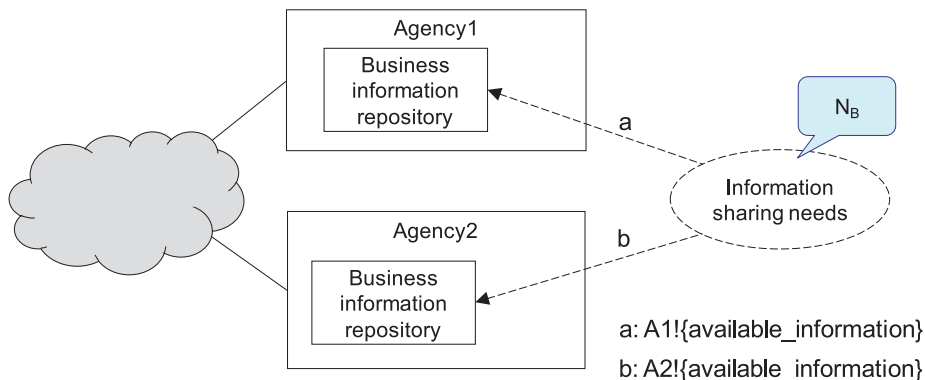 Agency1
Business
information
repository
a
N_B
Information
sharing needs
Agency2
b
Business
information
repository
a: A1!{available_information}
b: A2!{available_information}